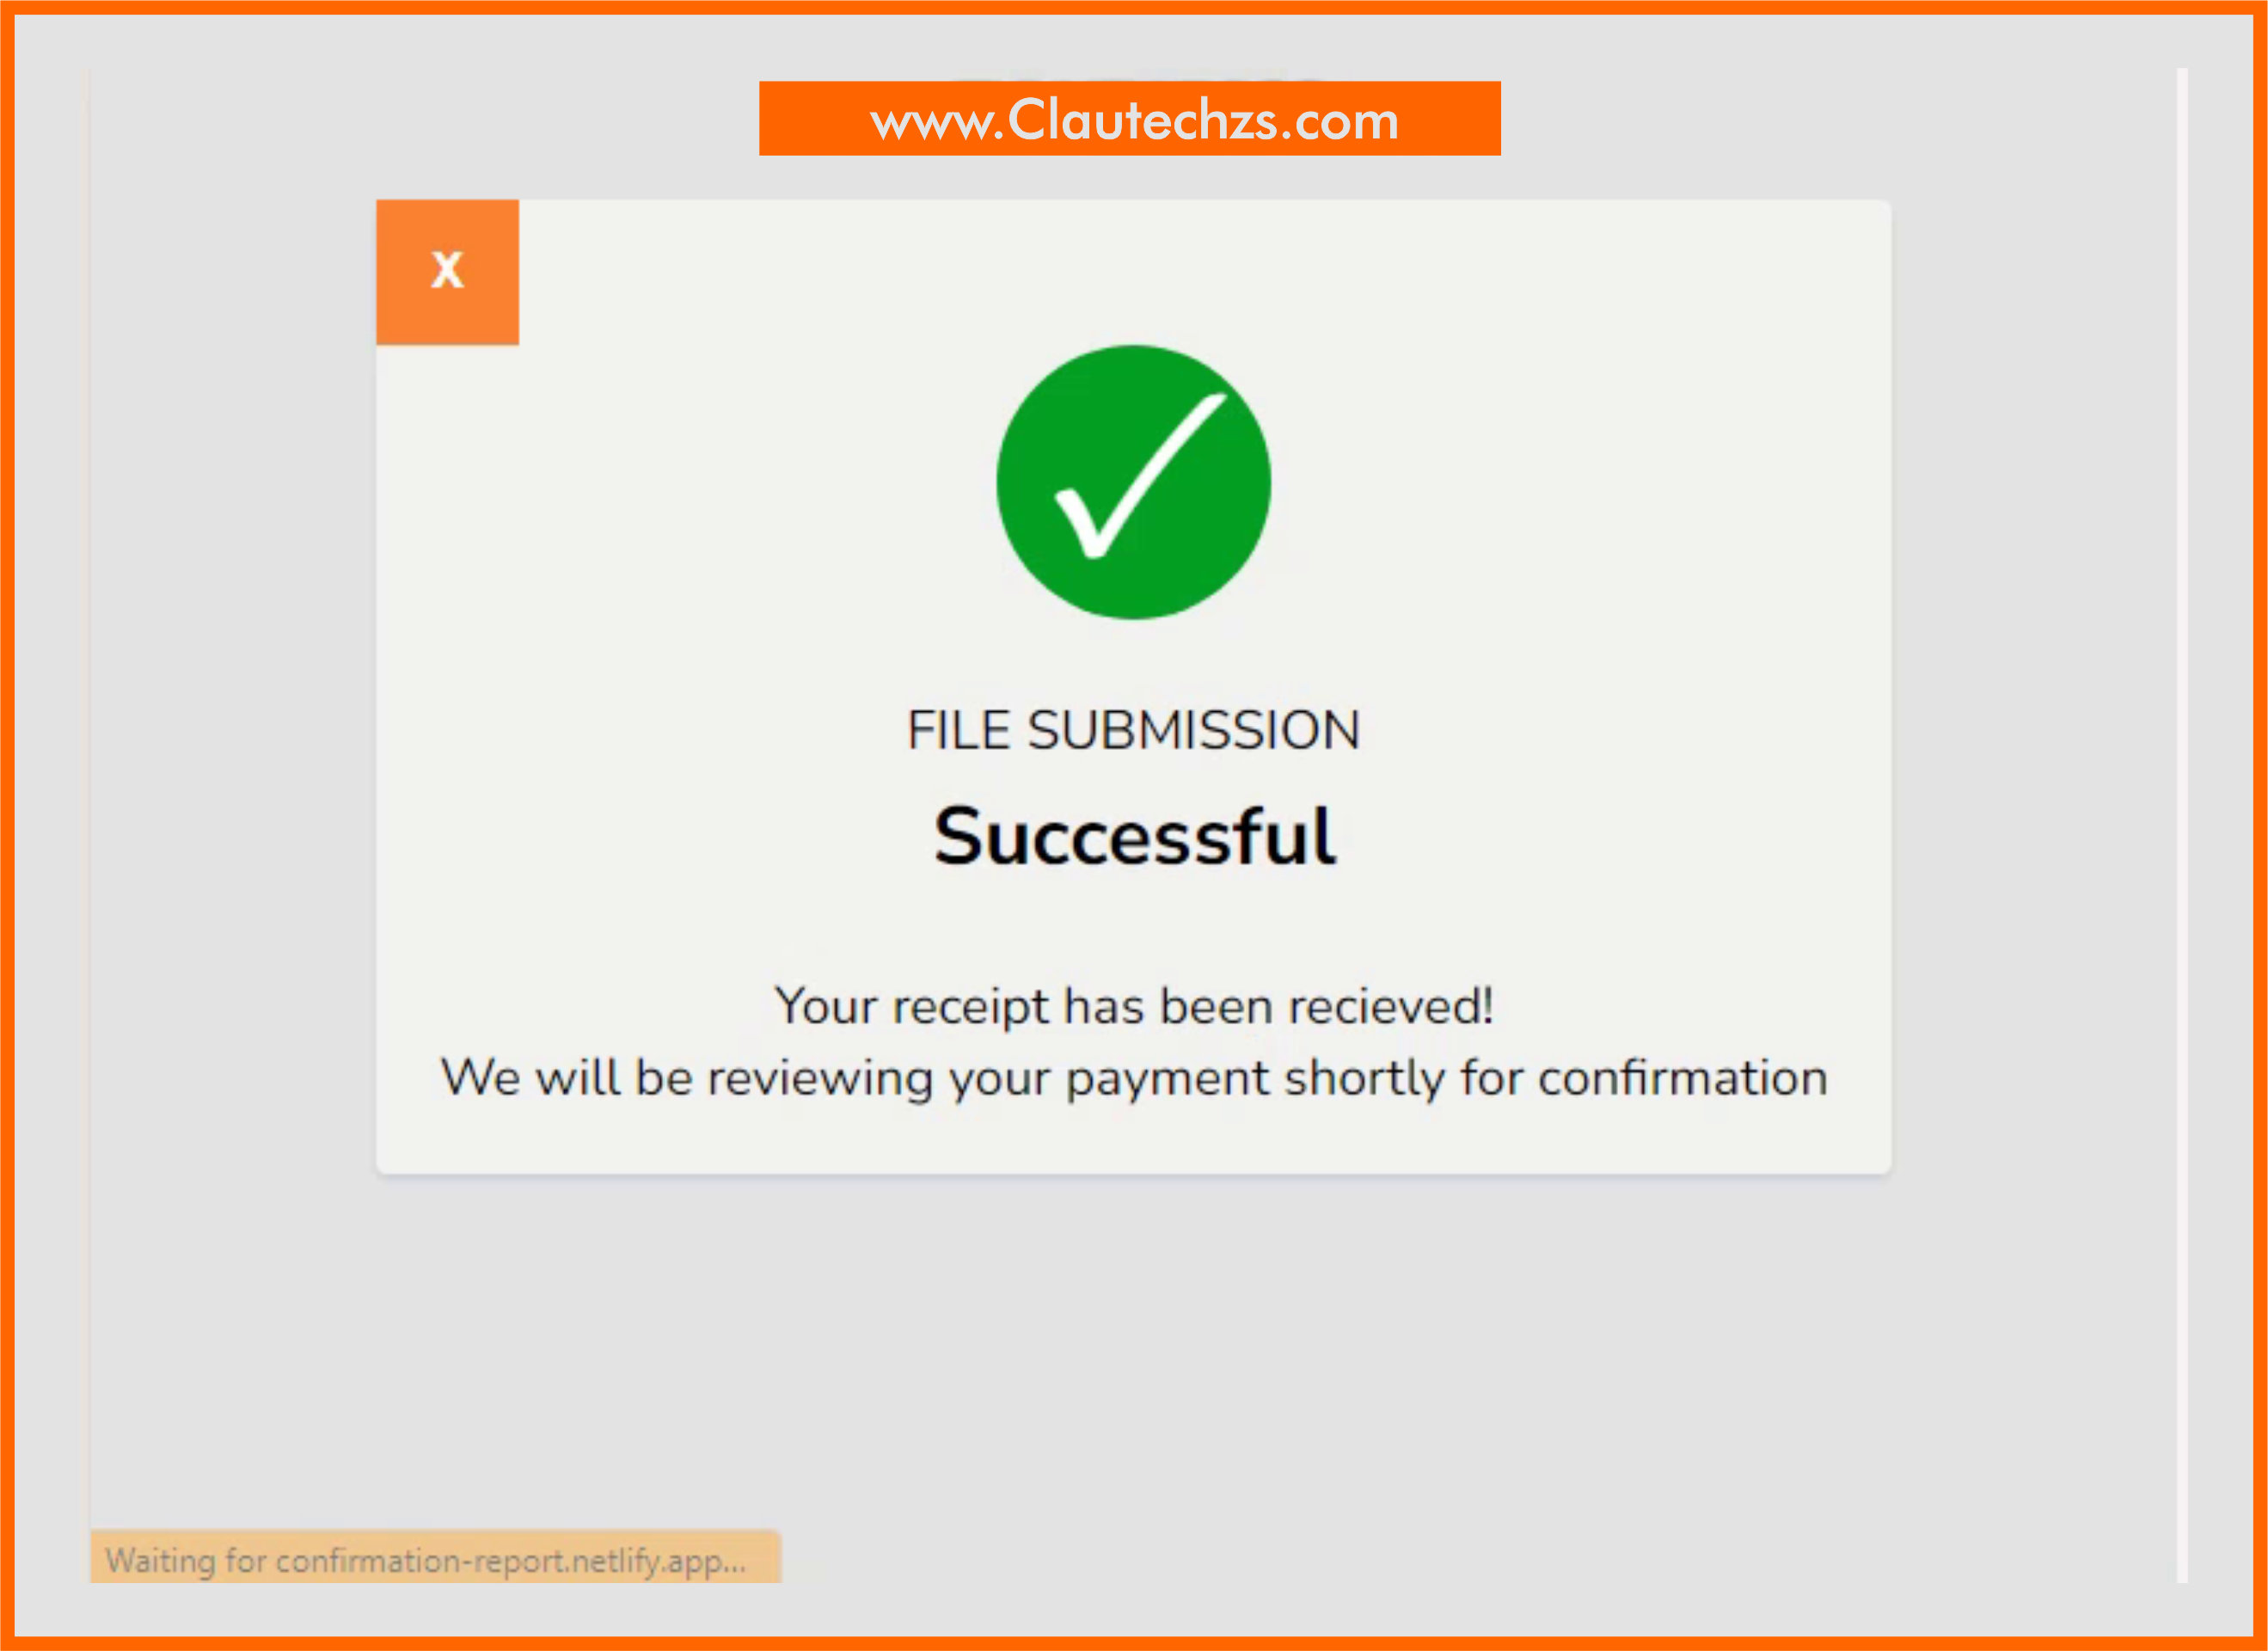 www.Clautechzs.com
X
FILE SUBMISSION
Successful
Your receipt has been recieved!
We will be reviewing your payment shortly for confirmation
Waiting for confirmation-report.netlify.app...